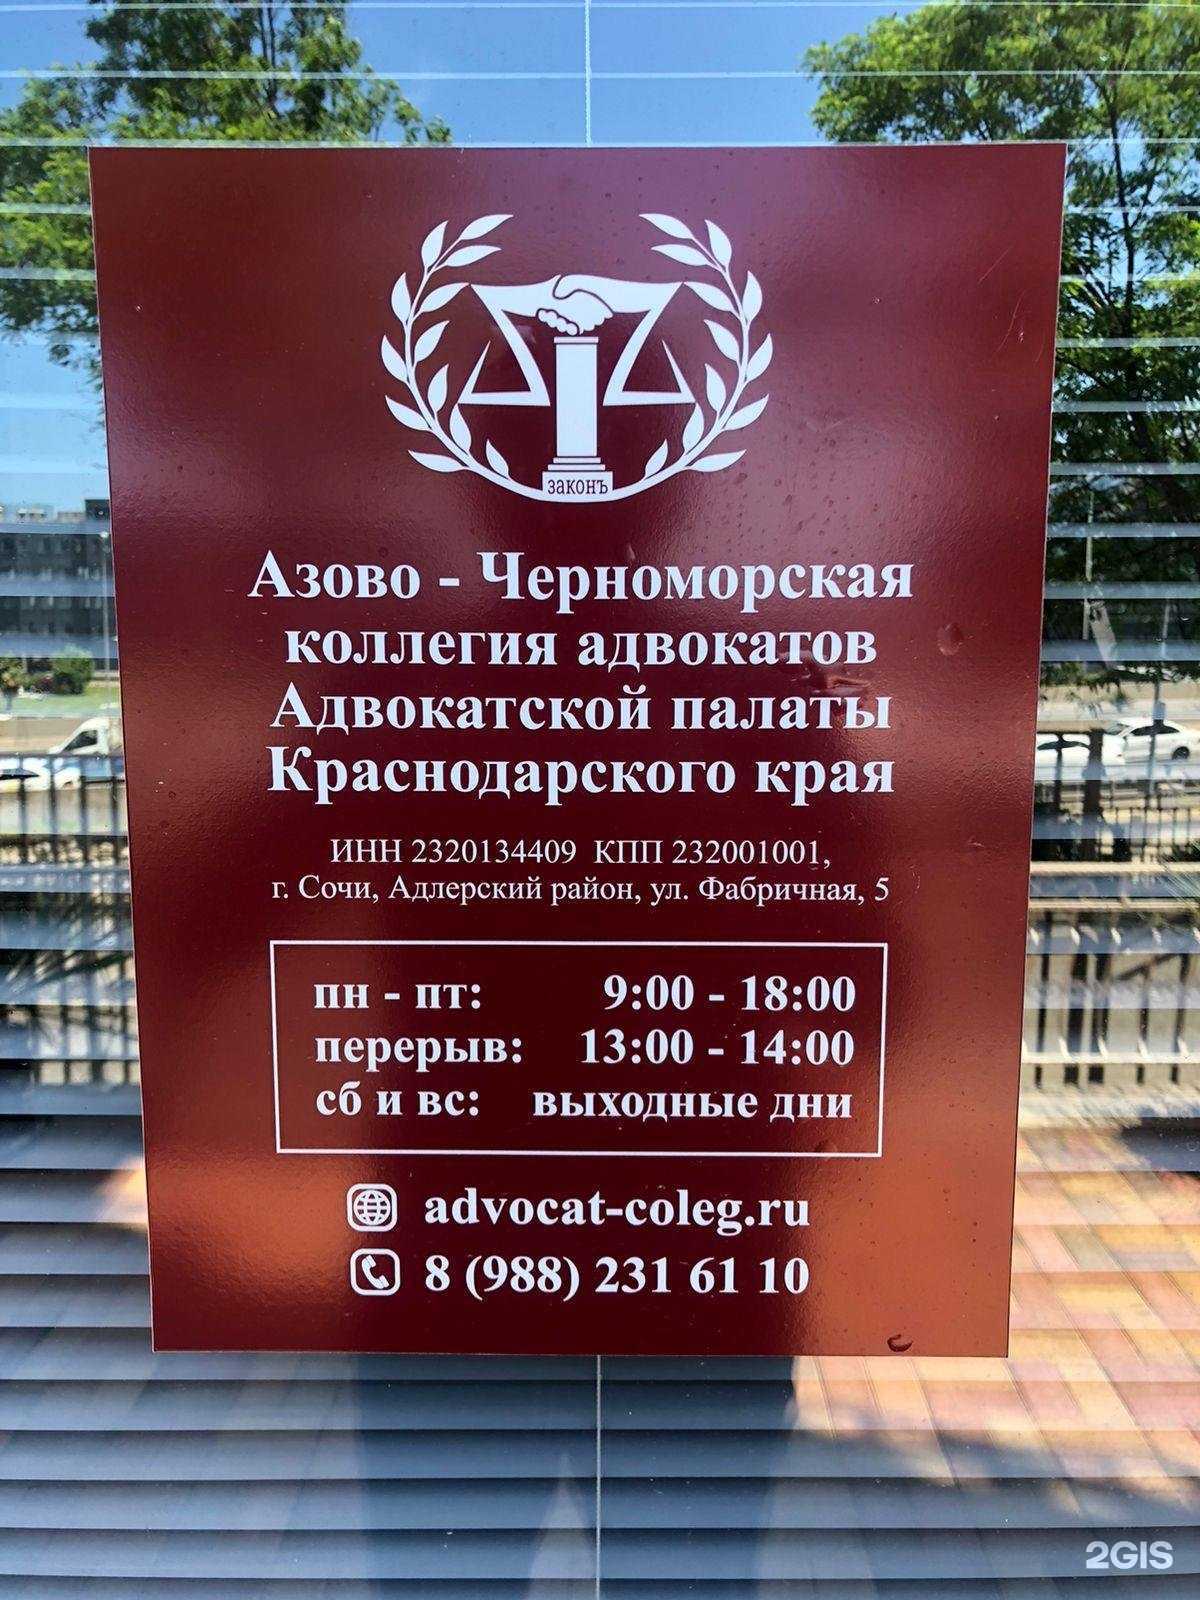 законъ
Азово - Черноморская
коллегия адвокатов
Адвокатской палаты
Краснодарского края
ИНН 2320134409 КПП 232001001,
г. Сочи, Адлерский район, ул. Фабричная, 5
пн - пт: 9:00 - 18:00
перерыв: 13:00 - 14:00
сб и вс: выходные дни
advocat-coleg.ru
8 (988) 231 61 10
2GIS